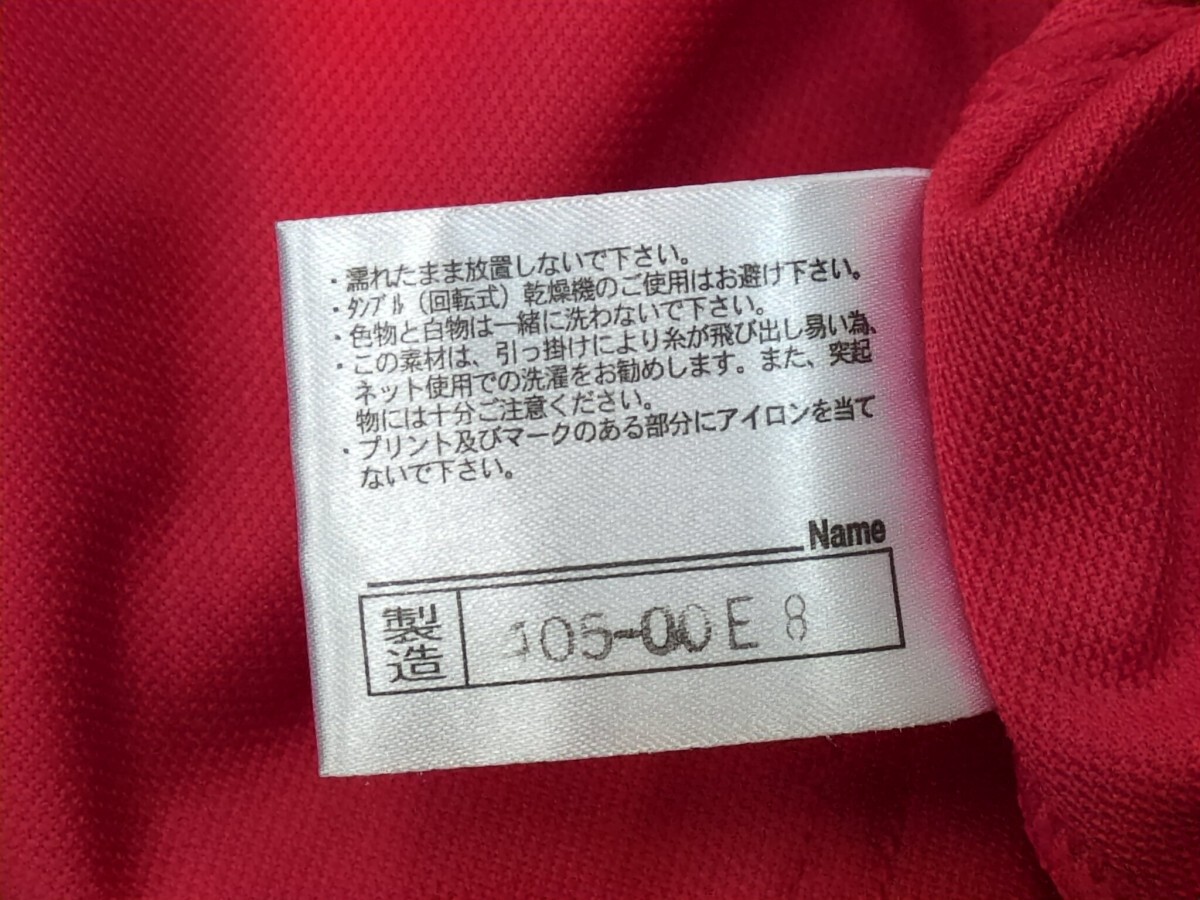 ・濡れたまま放置しないで下さい。
・ﾀﾝﾌﾞﾙ（回転式）乾燥機のご使用はお避け下さい。
・色物と白物は一緒に洗わないで下さい。
・この素材は、引っ掛けにより糸が飛び出し易い為、
ネット使用での洗濯をお勧めします。また、突起
物には十分ご注意ください。
・プリント及びマークのある部分にアイロンを当て
ないで下さい。
Name
製造
105-00E8